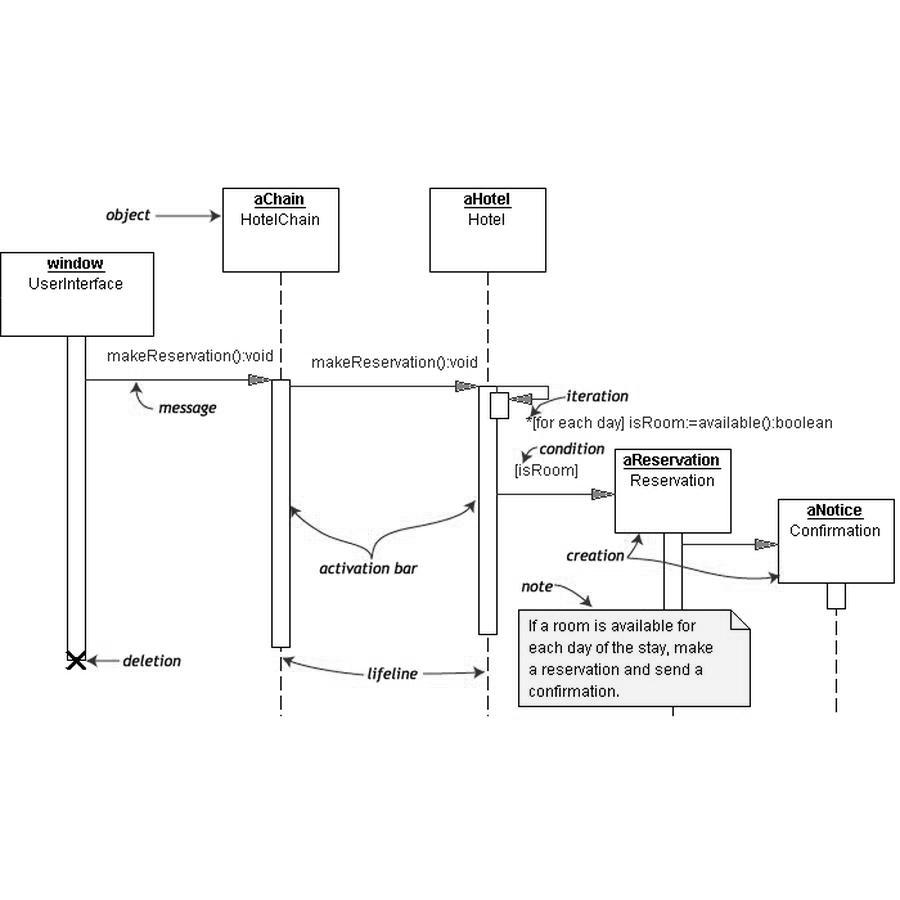 aChain
HotelChain
aHotel
Hotel
object
window
UserInterface
makeReservation():void
makeReservation():void
message
iteration
*[for each day] isRoom:=available():boolean
condition
[isRoom]
aReservation
Reservation
aNotice
Confirmation
creation
activation bar
note
If a room is available for
each day of the stay, make
a reservation and send a
confirmation.
deletion
lifeline